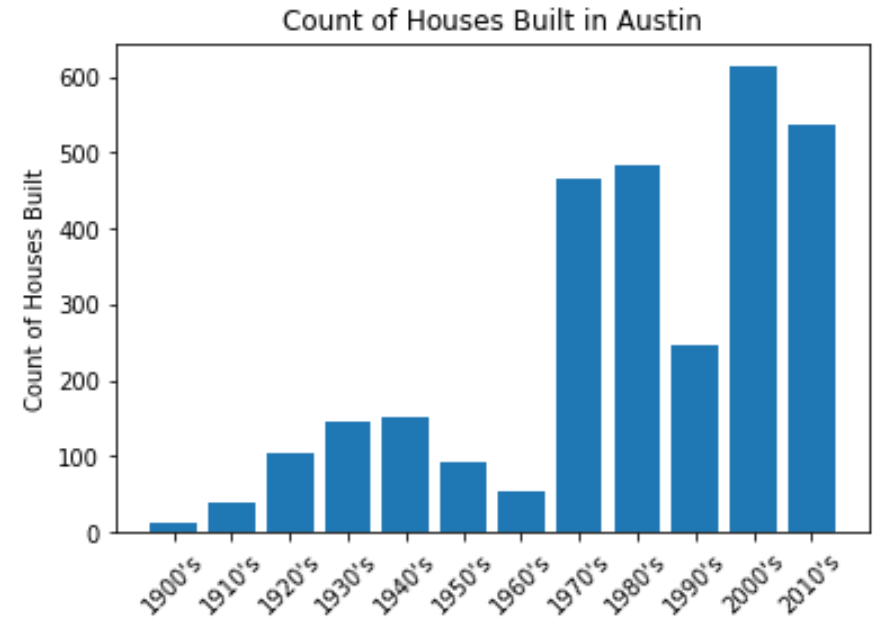 Count of Houses Built in Austin
Count of Houses Built
600
500
400
300
200
100
0
1900's
1910's
1920's
1930's
1940's
1950's
1960's
1970's
1980's
1990's
2000's
2010's